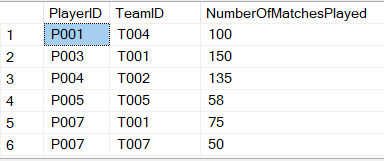 PlayerID TeamID NumberOfMatchesPlayed
1 P001 T004 100
2 P003 T001 150
3 P004 T002 135
4 P005 T005 58
5 P007 T001 75
6 P007 T007 50